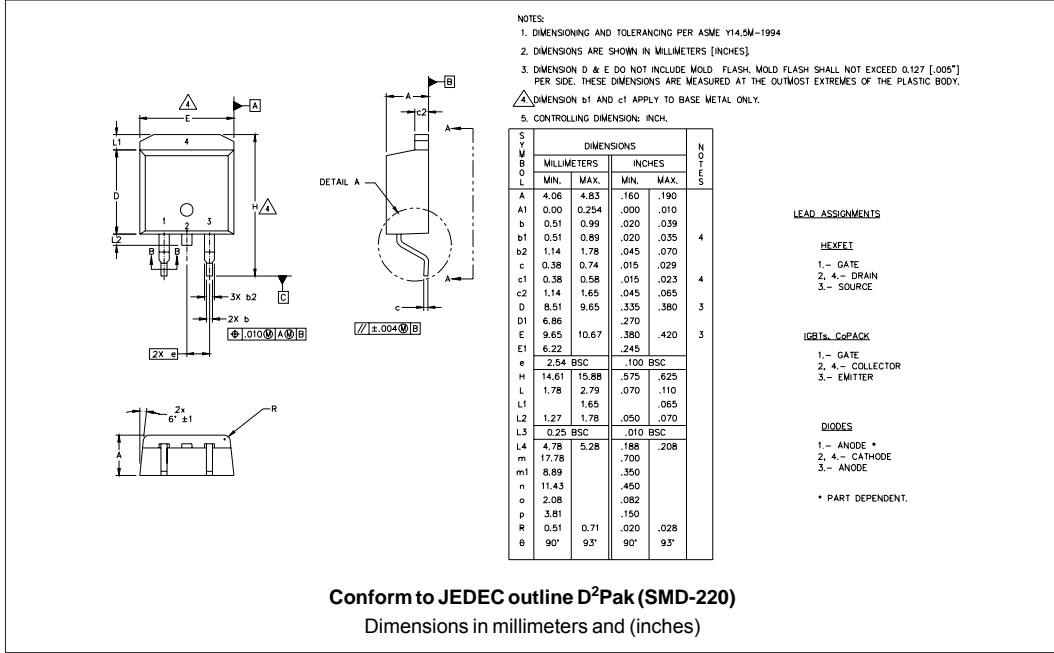 NOTES:
1. DIMENSIONING AND TOLERANCING PER ASME Y14.5M-1994
2. DIMENSIONS ARE SHOWN IN MILLIMETERS [INCHES].
3. DIMENSION D & E DO NOT INCLUDE MOLD FLASH. MOLD FLASH SHALL NOT EXCEED 0.127 [.005"]
PER SIDE. THESE DIMENSIONS ARE MEASURED AT THE OUTMOST EXTREMES OF THE PLASTIC BODY.
4 DIMENSION b1 AND c1 APPLY TO BASE METAL ONLY.
5. CONTROLLING DIMENSION: INCH.
4
E
A
L1
4
D
H 4
1 2 3
L2
B B
C
3X b2
2X b
⌖ .010 Ⓜ A Ⓜ B
2X e
A
B
c2
A
DETAIL A
A
c
// ±.004 Ⓜ B
2x
6° ±1
R
A
SYMBOL DIMENSIONS NOTES
MILLIMETERS INCHES
MIN. MAX. MIN. MAX.
A 4.06 4.83 .160 .190
A1 0.00 0.254 .000 .010
b 0.51 0.99 .020 .039
b1 0.51 0.89 .020 .035 4
b2 1.14 1.78 .045 .070
c 0.38 0.74 .015 .029
c1 0.38 0.58 .015 .023 4
c2 1.14 1.65 .045 .065
D 8.51 9.65 .335 .380 3
D1 6.86 .270
E 9.65 10.67 .380 .420 3
E1 6.22 .245
e 2.54 BSC .100 BSC
H 14.61 15.88 .575 .625
L 1.78 2.79 .070 .110
L1 1.65 .065
L2 1.27 1.78 .050 .070
L3 0.25 BSC .010 BSC
L4 4.78 5.28 .188 .208
m 17.78 .700
m1 8.89 .350
n 11.43 .450
o 2.08 .082
p 3.81 .150
R 0.51 0.71 .020 .028
θ 90° 93° 90° 93°
LEAD ASSIGNMENTS
HEXFET
1.- GATE
2, 4.- DRAIN
3.- SOURCE
IGBTs, CoPACK
1.- GATE
2, 4.- COLLECTOR
3.- EMITTER
DIODES
1.- ANODE *
2, 4.- CATHODE
3.- ANODE
* PART DEPENDENT.
Conform to JEDEC outline D²Pak (SMD-220)
Dimensions in millimeters and (inches)